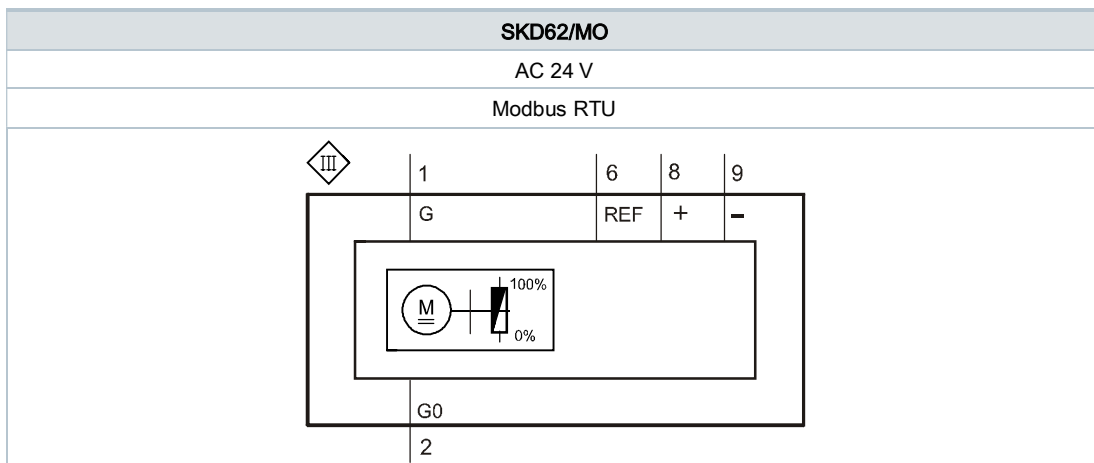 SKD62/MO
AC 24 V
Modbus RTU
III
1 6 8 9
G REF + -
100%
M
0%
G0
2